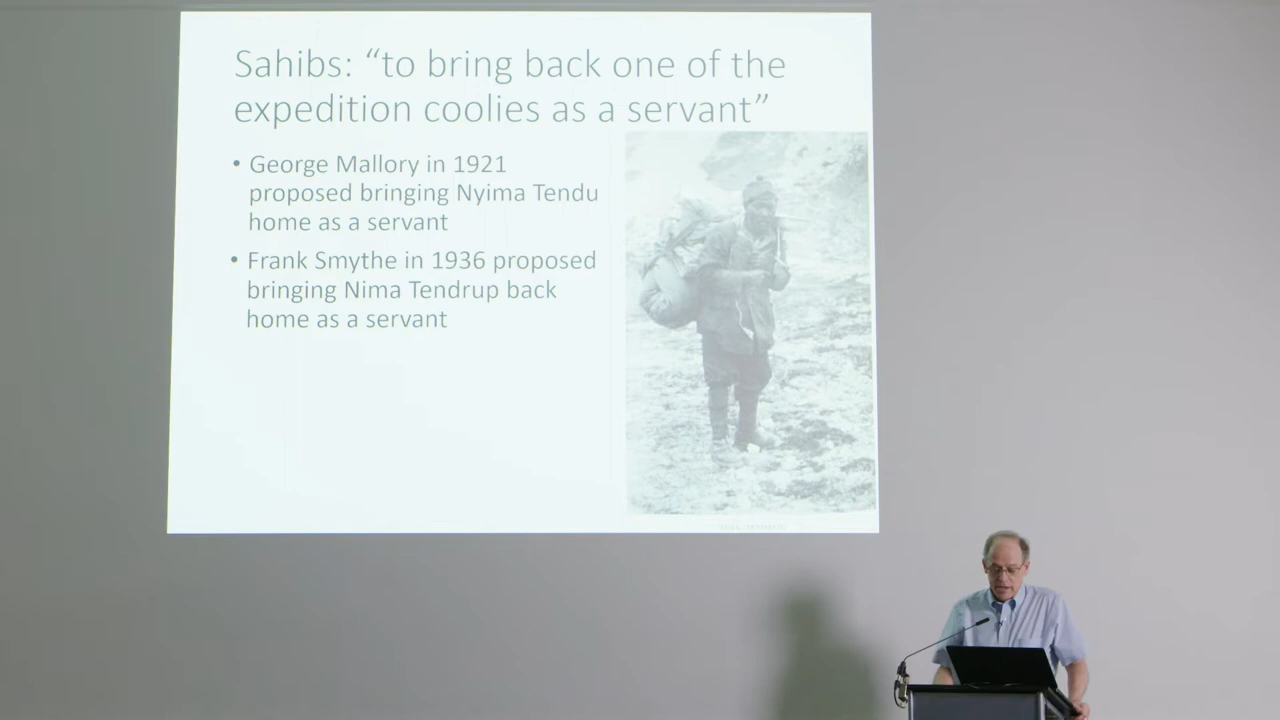 Sahibs: “to bring back one of the
expedition coolies as a servant”
• George Mallory in 1921
proposed bringing Nyima Tendu
home as a servant
• Frank Smythe in 1936 proposed
bringing Nima Tendrup back
home as a servant